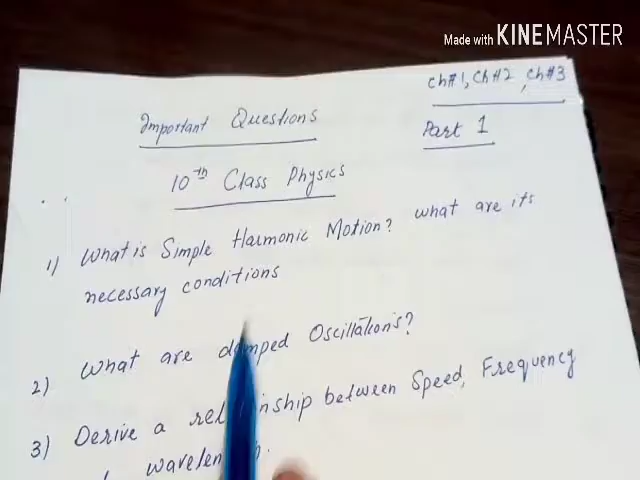 Made with KINEMASTER
Ch#1, Ch#2, Ch#3
Important Questions
Part 1
10th Class Physics
1) What is Simple Harmonic Motion? what are its
necessary conditions
2) What are damped Oscillations?
3) Derive a relationship between Speed, Frequency
wavelength.